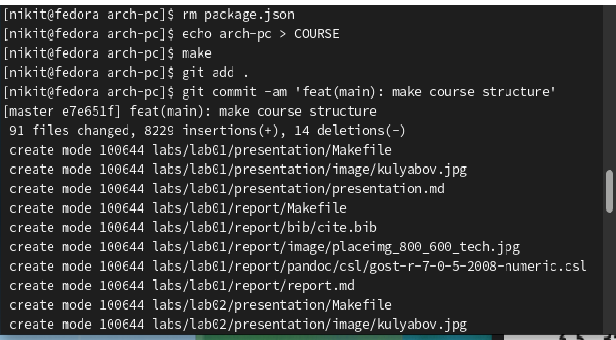 [nikit@fedora arch-pc]$ rm package.json
[nikit@fedora arch-pc]$ echo arch-pc > COURSE
[nikit@fedora arch-pc]$ make
[nikit@fedora arch-pc]$ git add .
[nikit@fedora arch-pc]$ git commit -am 'feat(main): make course structure'
[master e7e651f] feat(main): make course structure
 91 files changed, 8229 insertions(+), 14 deletions(-)
 create mode 100644 labs/lab01/presentation/Makefile
 create mode 100644 labs/lab01/presentation/image/kulyabov.jpg
 create mode 100644 labs/lab01/presentation/presentation.md
 create mode 100644 labs/lab01/report/Makefile
 create mode 100644 labs/lab01/report/bib/cite.bib
 create mode 100644 labs/lab01/report/image/placeimg_800_600_tech.jpg
 create mode 100644 labs/lab01/report/pandoc/csl/gost-r-7-0-5-2008-numeric.csl
 create mode 100644 labs/lab01/report/report.md
 create mode 100644 labs/lab02/presentation/Makefile
 create mode 100644 labs/lab02/presentation/image/kulyabov.jpg